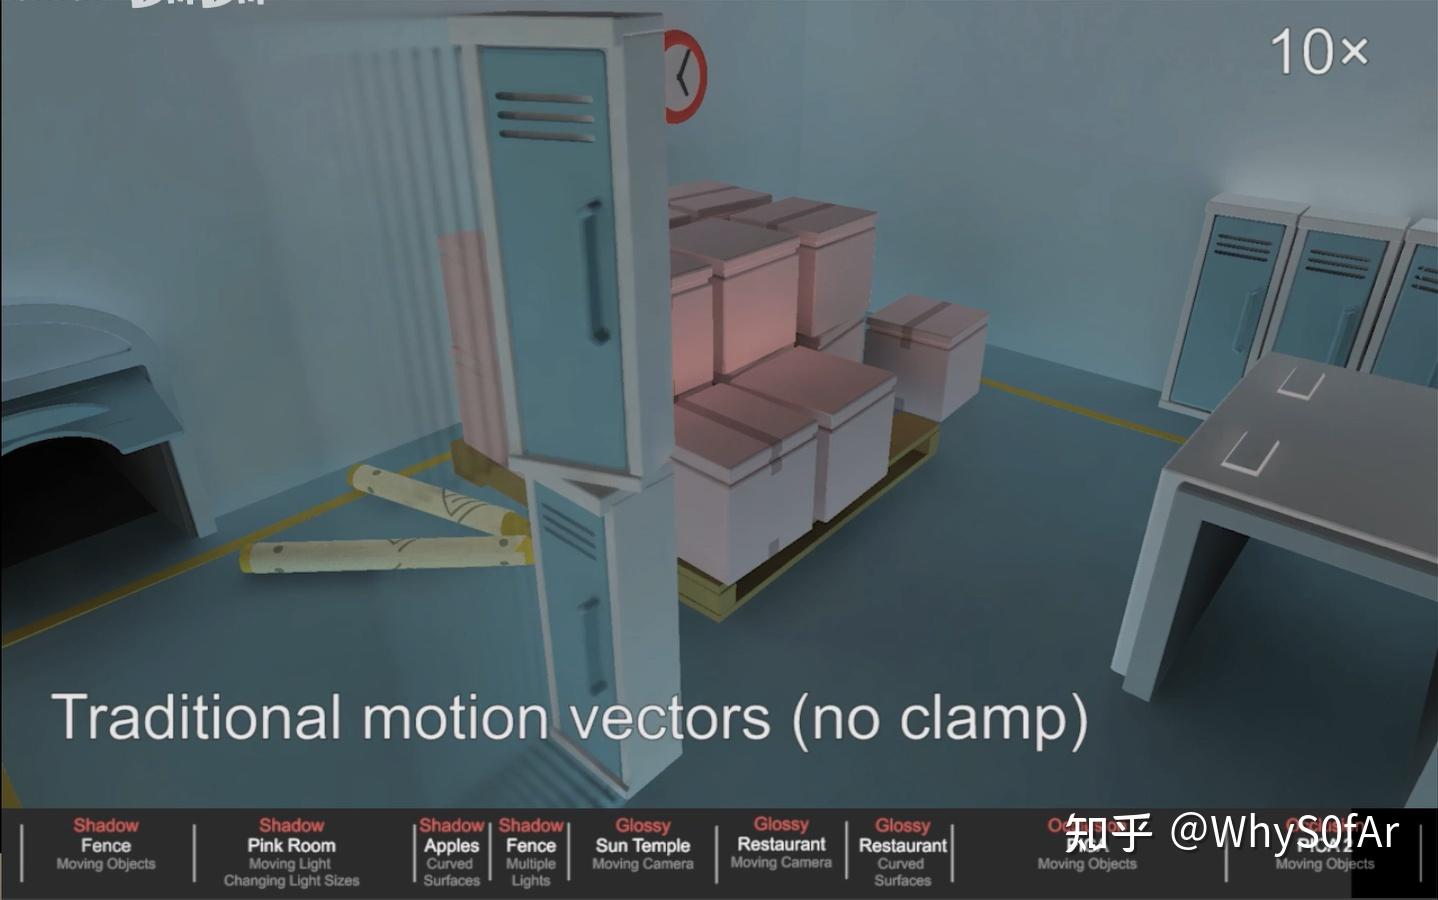 10×
Traditional motion vectors (no clamp)
Shadow
Fence
Moving Objects
Shadow
Pink Room
Moving Light
Changing Light Sizes
Shadow
Apples
Curved
Surfaces
Shadow
Fence
Multiple
Lights
Glossy
Sun Temple
Moving Camera
Glossy
Restaurant
Moving Camera
Glossy
Restaurant
Curved
Surfaces
Moving Objects
Moving Objects
知乎 @WhyS0fAr